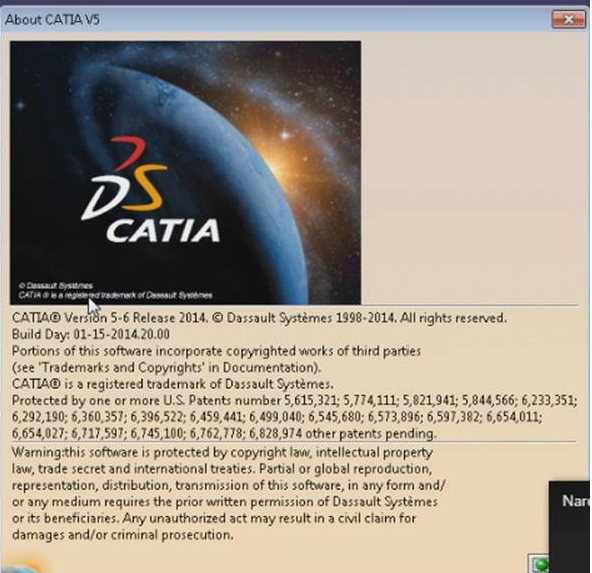 About CATIA V5
DS
CATIA
© Dassault Systèmes
CATIA ® is a registered trademark of Dassault Systèmes
CATIA® Version 5-6 Release 2014. © Dassault Systèmes 1998-2014. All rights reserved.
Build Day: 01-15-2014.20.00
Portions of this software incorporate copyrighted works of third parties
(see 'Trademarks and Copyrights' in Documentation).
CATIA® is a registered trademark of Dassault Systèmes.
Protected by one or more U.S. Patents number 5,615,321; 5,774,111; 5,821,941; 5,844,566; 6,233,351;
6,292,190; 6,360,357; 6,396,522; 6,459,441; 6,499,040; 6,545,680; 6,573,896; 6,597,382; 6,654,011;
6,654,027; 6,717,597; 6,745,100; 6,762,778; 6,828,974 other patents pending.
Warning:this software is protected by copyright law, intellectual property
law, trade secret and international treaties. Partial or global reproduction,
representation, distribution, transmission of this software, in any form and/
or any medium requires the prior written permission of Dassault Systèmes
or its beneficiaries. Any unauthorized act may result in a civil claim for
damages and/or criminal prosecution.